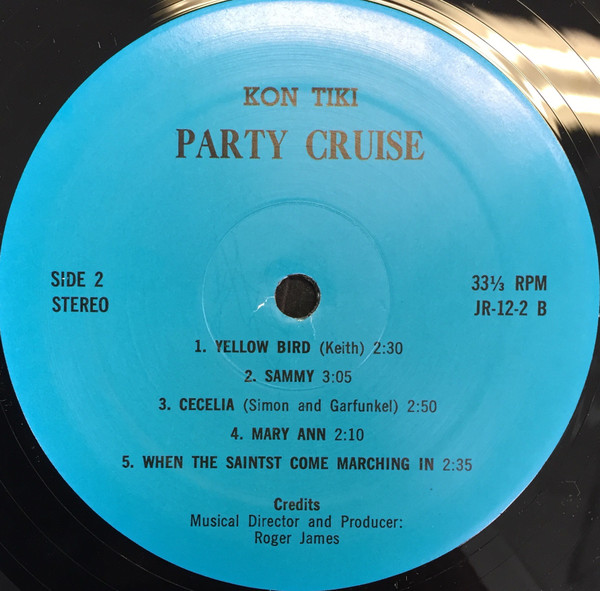 KON TIKI
PARTY CRUISE
SIDE 2
STEREO
33⅓ RPM
JR-12-2 B
1. YELLOW BIRD (Keith) 2:30
2. SAMMY 3:05
3. CECELIA (Simon and Garfunkel) 2:50
4. MARY ANN 2:10
5. WHEN THE SAINTST COME MARCHING IN 2:35
Credits
Musical Director and Producer:
Roger James